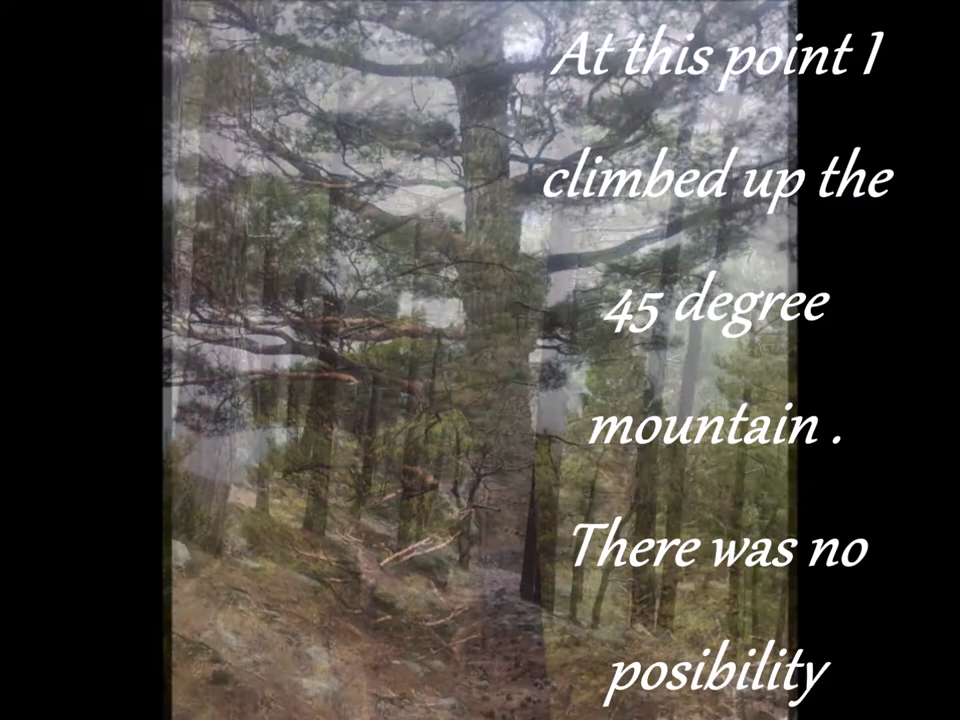 At this point I
climbed up the
45 degree
mountain .
There was no
posibility